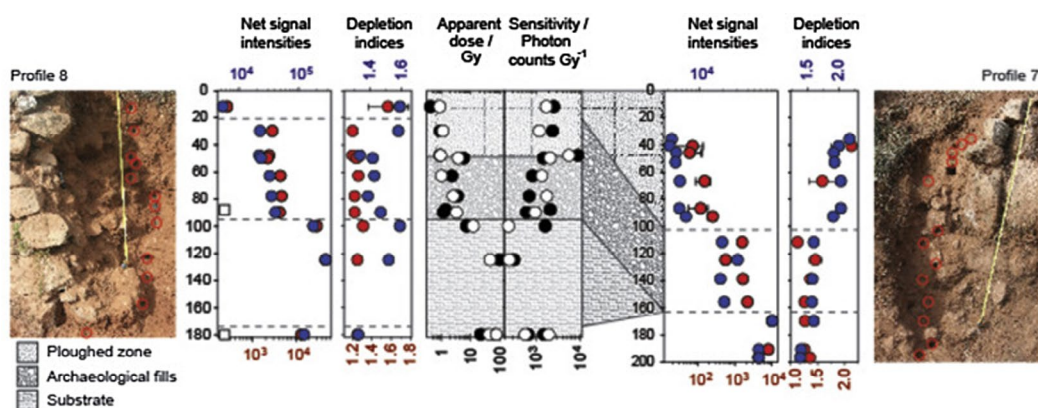 Net signal intensities
Depletion indices
Apparent dose / Gy
Sensitivity / Photon counts Gy⁻¹
Net signal intensities
Depletion indices
Profile 8
Profile 7
10⁴ 10⁵
1.4 1.6
10⁴
1.5 2.0
0
20
40
60
80
100
120
140
160
180
0
20
40
60
80
100
120
140
160
180
200
10³ 10⁴
1.2 1.4 1.6 1.8
1 10 100
10³ 10⁴
10² 10³ 10⁴
1.0 1.5 2.0
Ploughed zone
Archaeological fills
Substrate